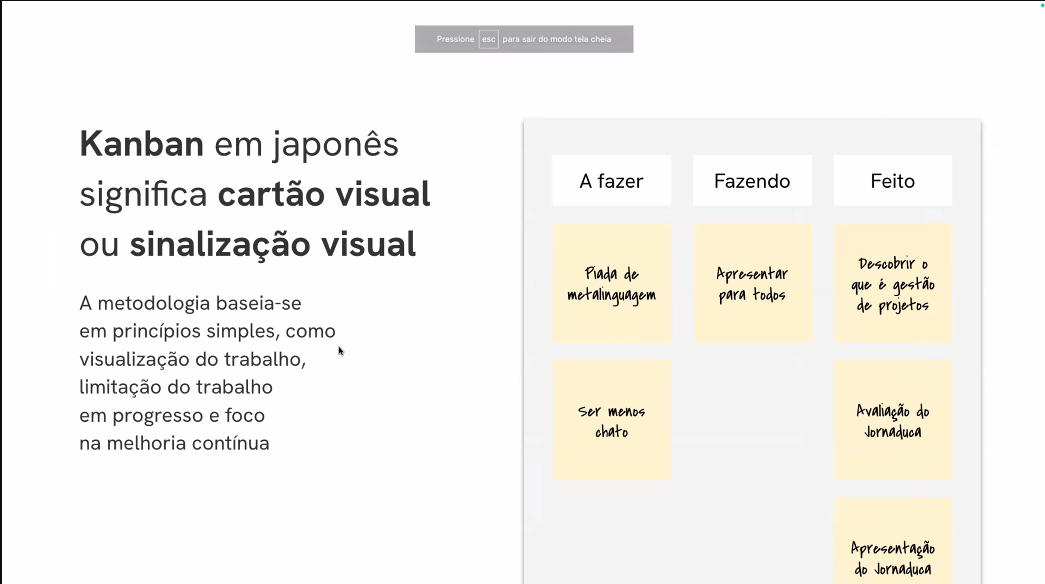 Pressione esc para sair do modo tela cheia
Kanban em japonês
significa cartão visual
ou sinalização visual
A metodologia baseia-se
em princípios simples, como
visualização do trabalho,
limitação do trabalho
em progresso e foco
na melhoria contínua
A fazer
Piada de
metalinguagem
Ser menos
chato
Fazendo
Apresentar
para todos
Feito
Descobrir o
que é gestão
de projetos
Avaliação do
Jornaduca
Apresentação
do Jornaduca